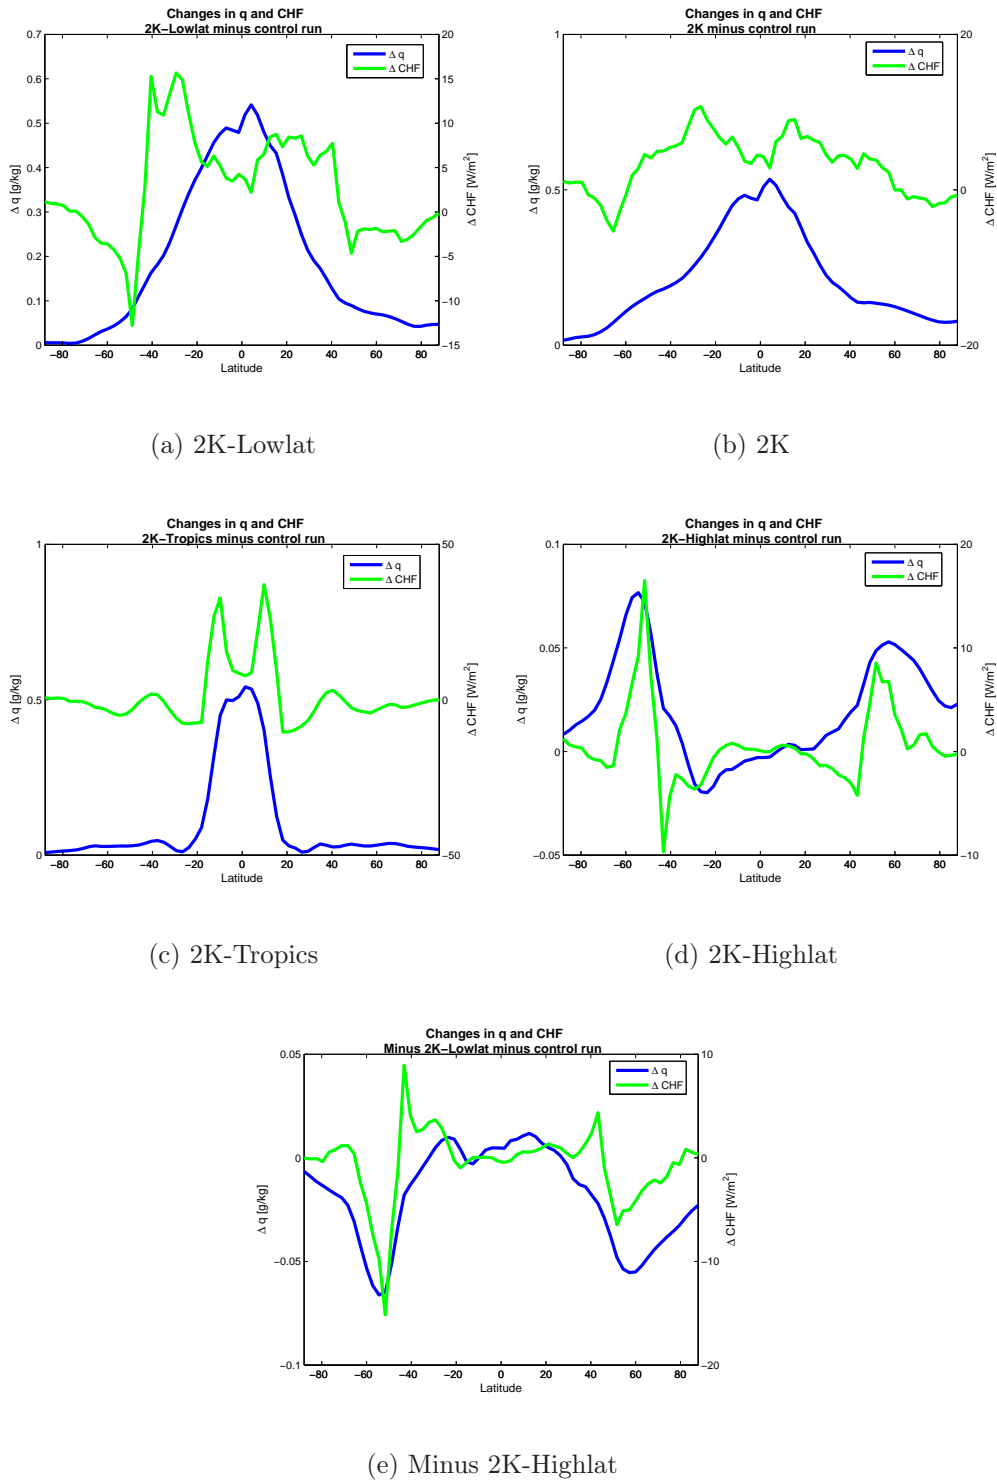 Changes in q and CHF
2K−Lowlat minus control run
0.7
0.6
0.5
0.4
0.3
0.2
0.1
0
20
15
10
5
0
−5
−10
−15
Δ q
Δ CHF
Δ q [g/kg]
Δ CHF [W/m²]
−80 −60 −40 −20 0 20 40 60 80
Latitude
(a) 2K-Lowlat
Changes in q and CHF
2K minus control run
1
0.5
0
20
0
−20
Δ q
Δ CHF
Δ q [g/kg]
Δ CHF [W/m²]
−80 −60 −40 −20 0 20 40 60 80
Latitude
(b) 2K
Changes in q and CHF
2K−Tropics minus control run
1
0.5
0
50
0
−50
Δ q
Δ CHF
Δ q [g/kg]
Δ CHF [W/m²]
−80 −60 −40 −20 0 20 40 60 80
Latitude
(c) 2K-Tropics
Changes in q and CHF
2K−Highlat minus control run
0.1
0.05
0
−0.05
20
10
0
−10
Δ q
Δ CHF
Δ q [g/kg]
Δ CHF [W/m²]
−80 −60 −40 −20 0 20 40 60 80
Latitude
(d) 2K-Highlat
Changes in q and CHF
Minus 2K−Lowlat minus control run
0.05
0
−0.05
−0.1
10
0
−10
−20
Δ q
Δ CHF
Δ q [g/kg]
Δ CHF [W/m²]
−80 −60 −40 −20 0 20 40 60 80
Latitude
(e) Minus 2K-Highlat